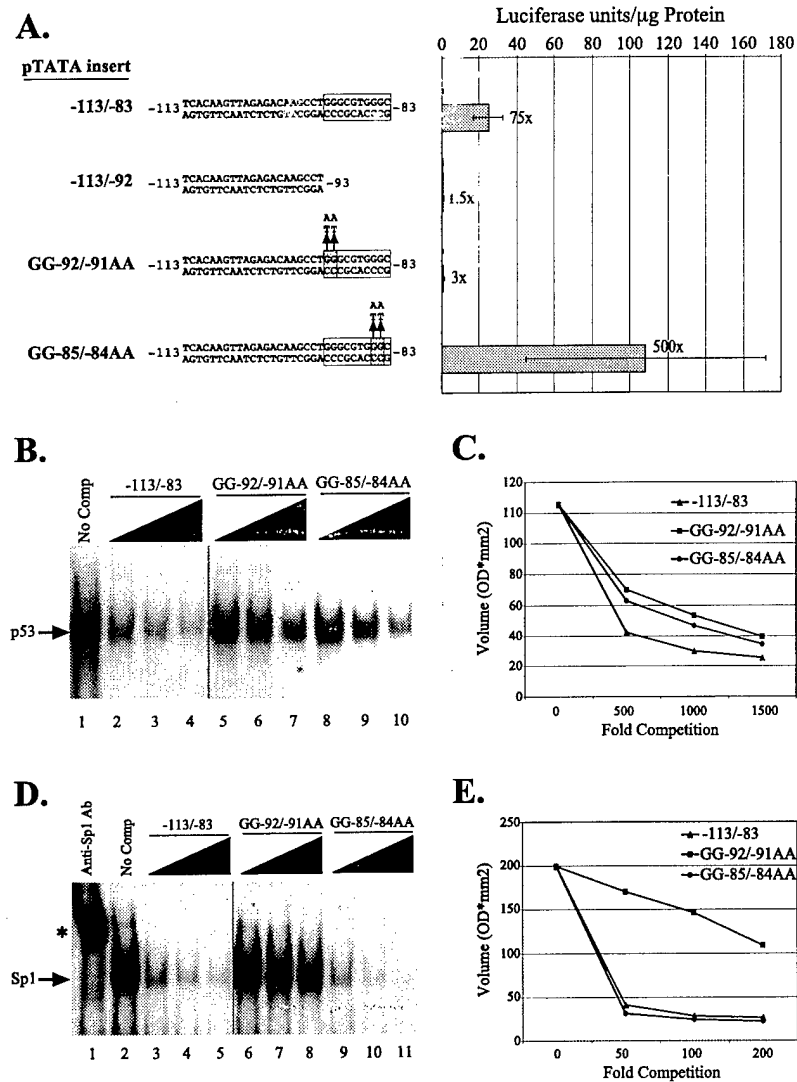 A.
pTATA insert
Luciferase units/µg Protein
0 20 40 60 80 100 120 140 160 180
-113/-83
-113 TCACAAGTTAGAGACAAGCCTGGGCGTGGGC -83
AGTGTTCAATCTCTGTTCGGACCCGCACCCG
75x
-113/-92
-113 TCACAAGTTAGAGACAAGCCT -93
AGTGTTCAATCTCTGTTCGGA
1.5x
AA
TT
GG-92/-91AA
-113 TCACAAGTTAGAGACAAGCCTGGGCGTGGGC -83
AGTGTTCAATCTCTGTTCGGACCCGCACCCG
3x
AA
TT
GG-85/-84AA
-113 TCACAAGTTAGAGACAAGCCTGGGCGTGGGC -83
AGTGTTCAATCTCTGTTCGGACCCGCACCCG
500x
B.
No Comp
-113/-83 GG-92/-91AA GG-85/-84AA
p53
*
1 2 3 4 5 6 7 8 9 10
C.
Volume (OD*mm2)
120
110
100
80
60
40
20
0
-113/-83
GG-92/-91AA
GG-85/-84AA
0 500 1000 1500
Fold Competition
D.
Anti-Sp1 Ab
No Comp
-113/-83 GG-92/-91AA GG-85/-84AA
*
Sp1
1 2 3 4 5 6 7 8 9 10 11
E.
Volume (OD*mm2)
250
200
150
100
50
0
-113/-83
GG-92/-91AA
GG-85/-84AA
0 50 100 200
Fold Competition